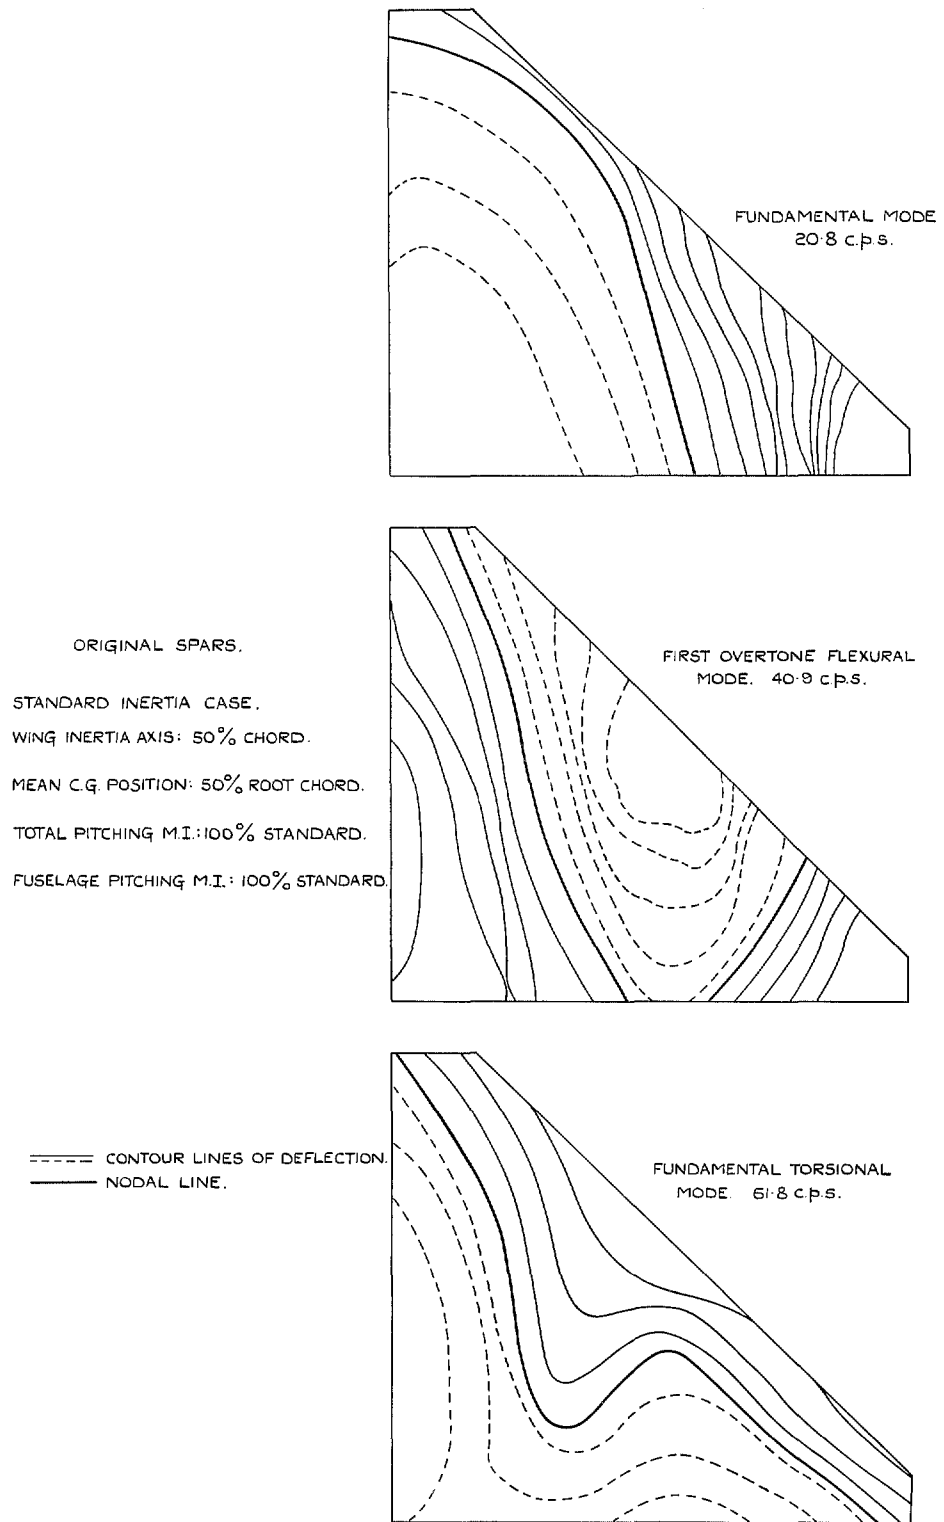 FUNDAMENTAL MODE
20·8 c.p.s.
ORIGINAL SPARS.
STANDARD INERTIA CASE.
WING INERTIA AXIS: 50% CHORD.
MEAN C.G. POSITION: 50% ROOT CHORD.
TOTAL PITCHING M.I.: 100% STANDARD.
FUSELAGE PITCHING M.I.: 100% STANDARD.
FIRST OVERTONE FLEXURAL
MODE. 40·9 c.p.s.
CONTOUR LINES OF DEFLECTION.
NODAL LINE.
FUNDAMENTAL TORSIONAL
MODE. 61·8 c.p.s.